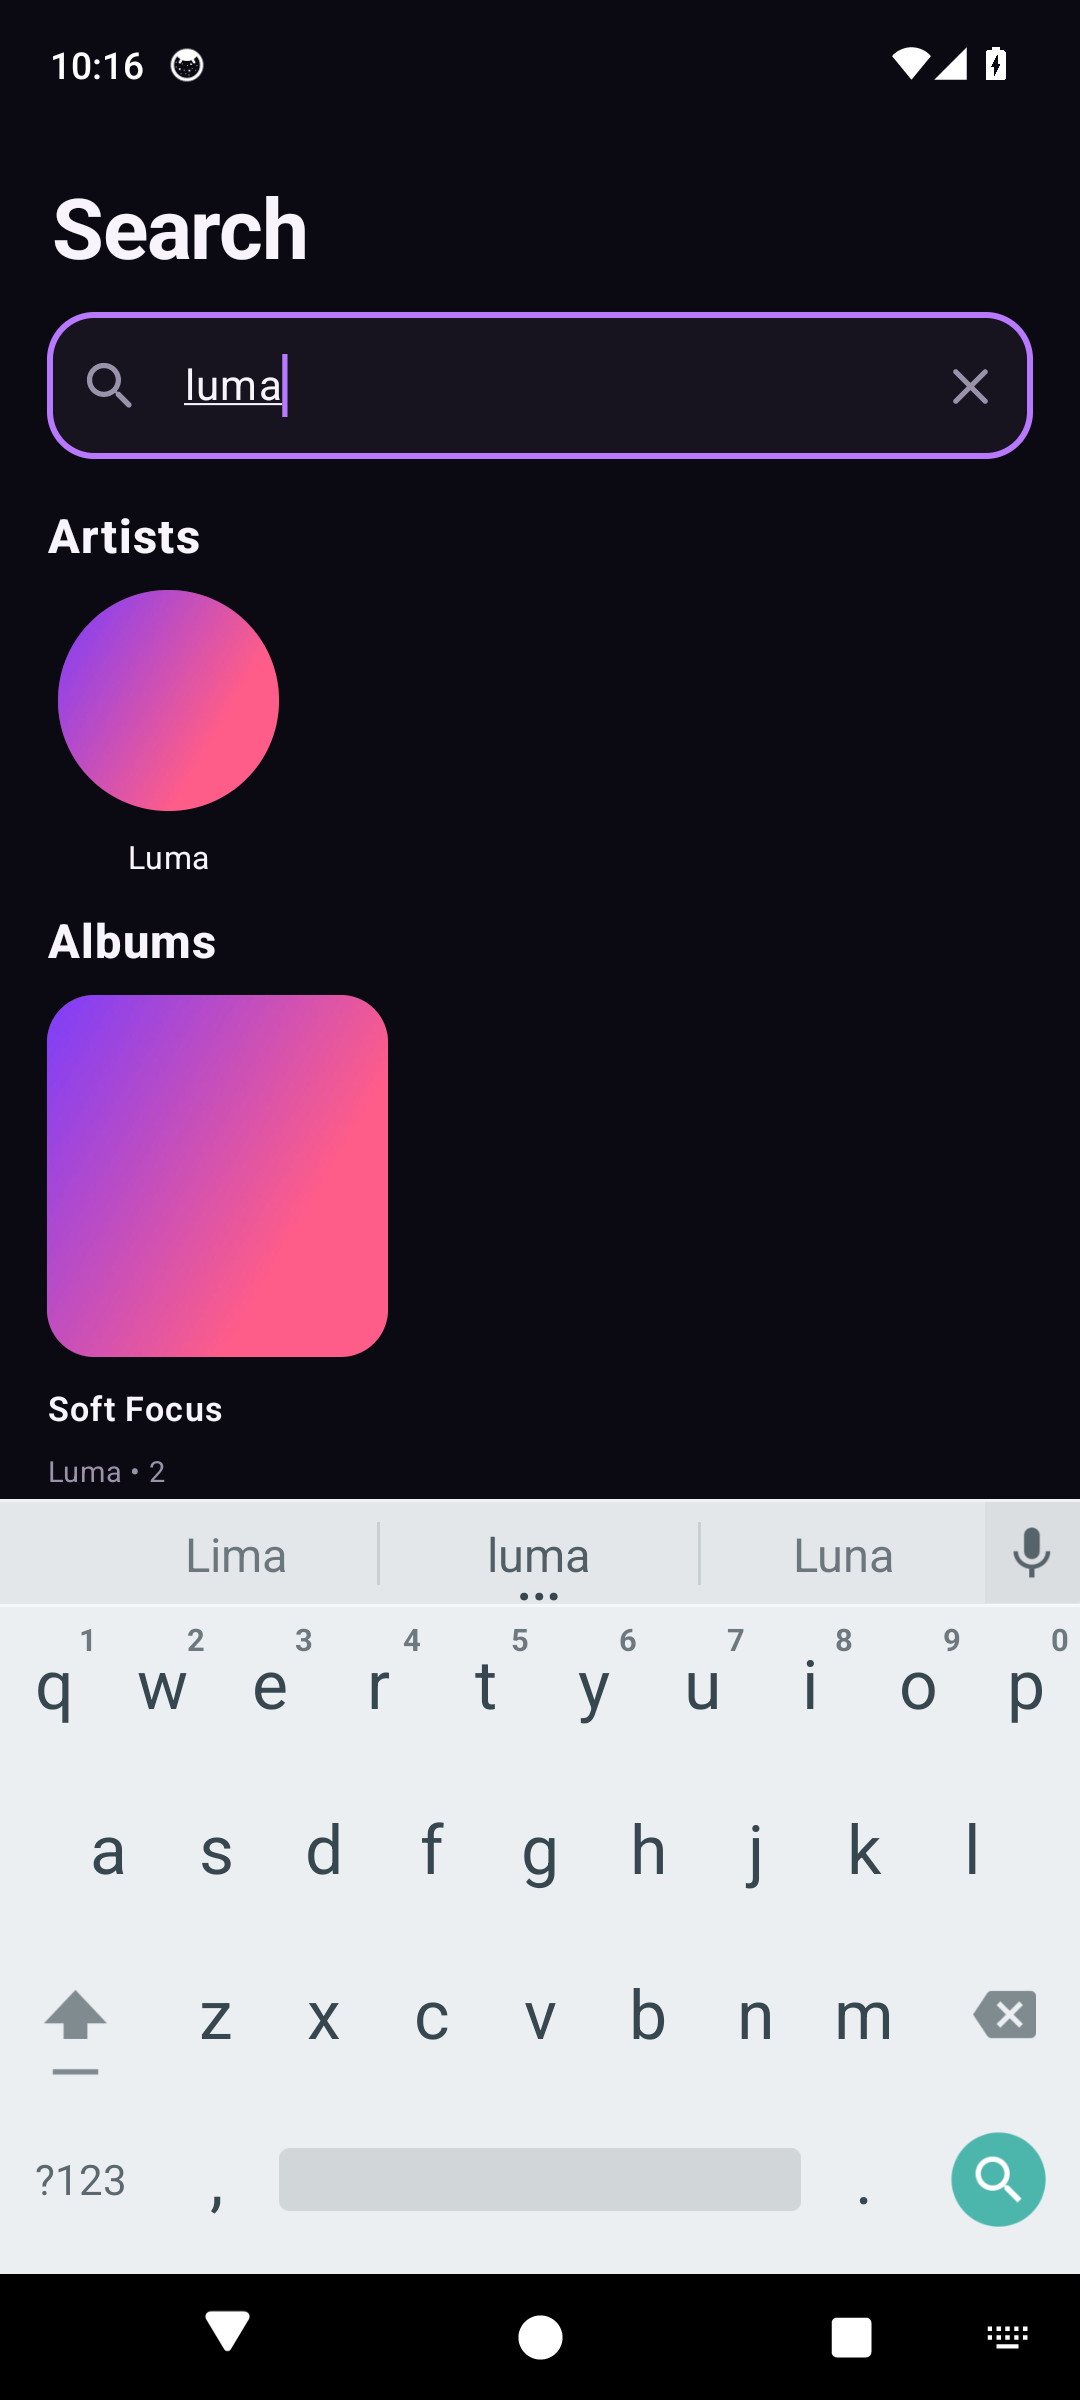 10:16
Search
luma
Artists
Luma
Albums
Soft Focus
Luma • 2
Lima luma Luna
1 2 3 4 5 6 7 8 9 0
q w e r t y u i o p
a s d f g h j k l
z x c v b n m
?123 , .